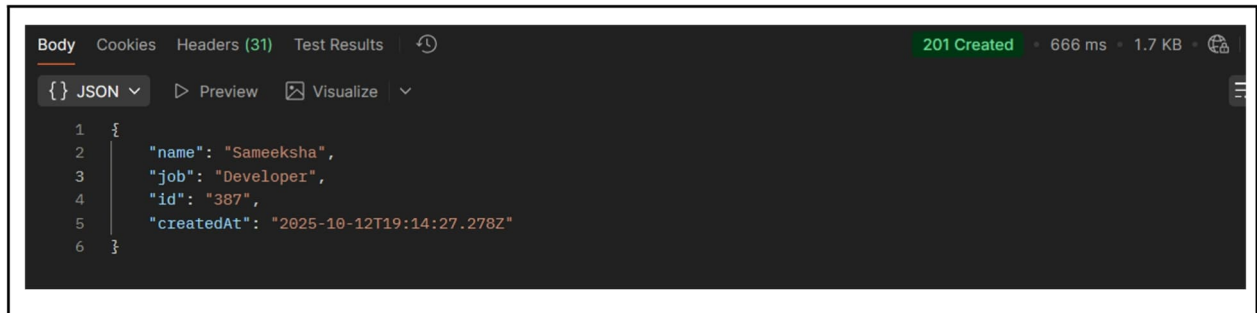 Body Cookies Headers (31) Test Results 201 Created • 666 ms • 1.7 KB •
{} JSON Preview Visualize
1 {
2 "name": "Sameeksha",
3 "job": "Developer",
4 "id": "387",
5 "createdAt": "2025-10-12T19:14:27.278Z"
6 }